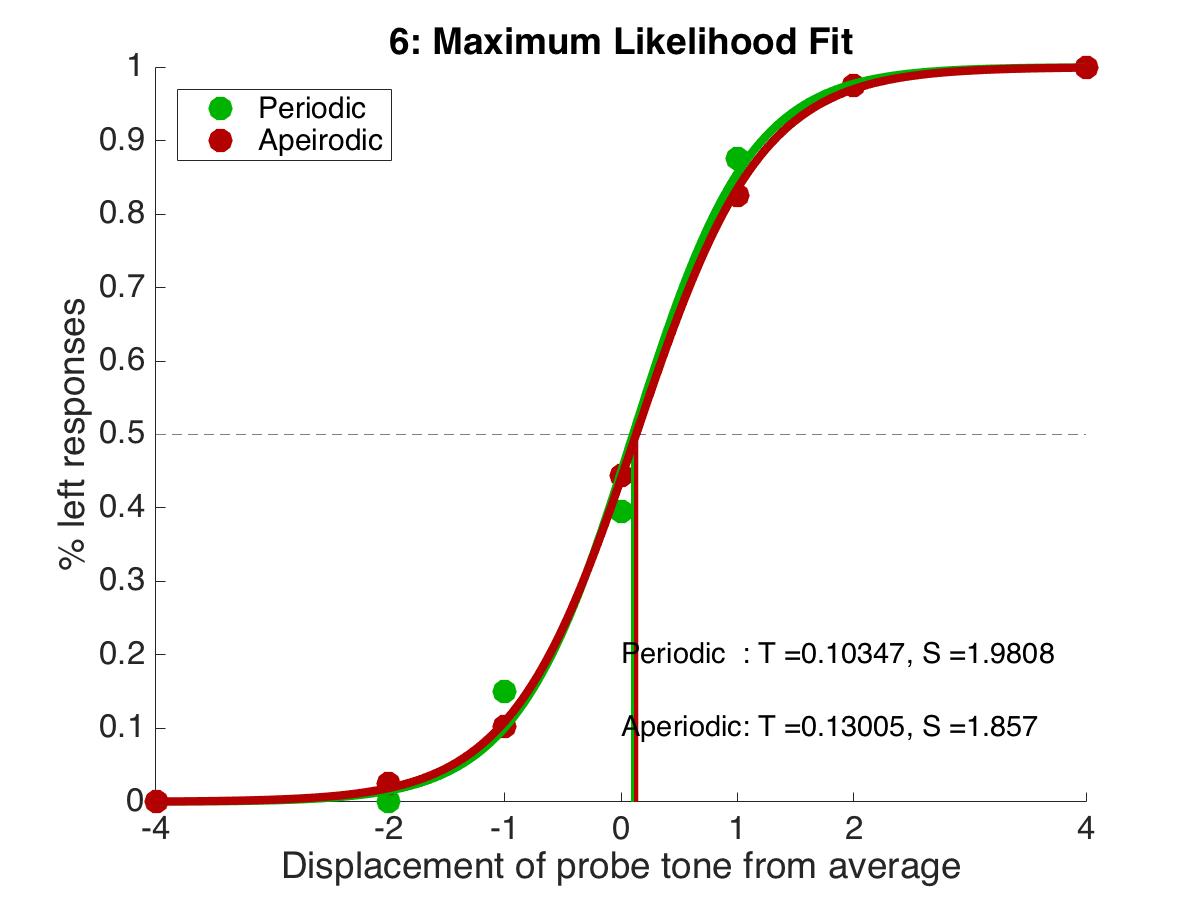 6: Maximum Likelihood Fit
1
Periodic
Apeirodic
0.9
0.8
0.7
0.6
% left responses
0.5
0.4
0.3
0.2
Periodic : T =0.10347, S =1.9808
0.1
Aperiodic: T =0.13005, S =1.857
0
-4 -2 -1 0 1 2 4
Displacement of probe tone from average